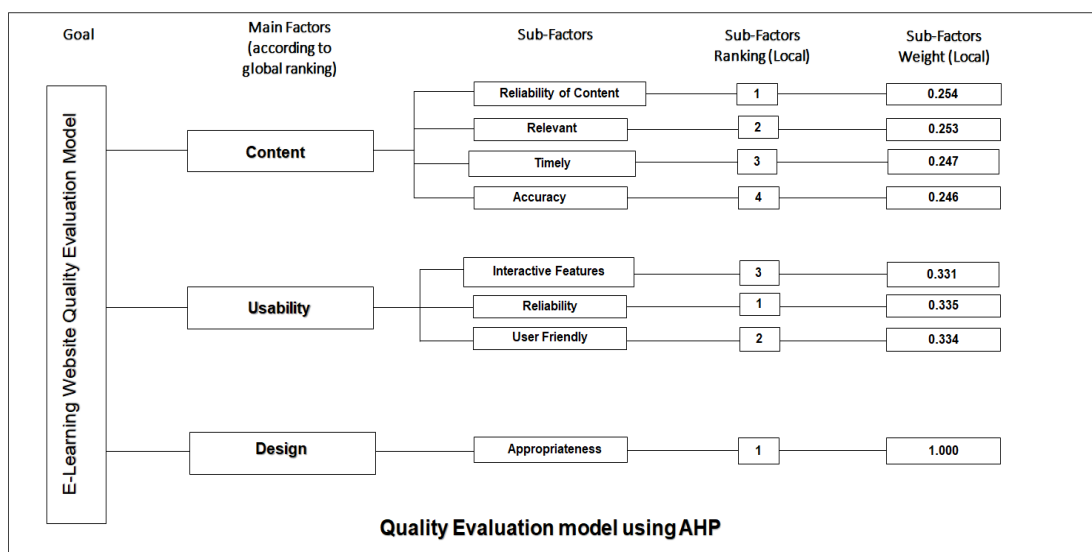 Goal
Main Factors
(according to
global ranking)
Sub-Factors
Sub-Factors
Ranking (Local)
Sub-Factors
Weight (Local)
E-Learning Website Quality Evaluation Model
Content
Reliability of Content
1
0.254
Relevant
2
0.253
Timely
3
0.247
Accuracy
4
0.246
Usability
Interactive Features
3
0.331
Reliability
1
0.335
User Friendly
2
0.334
Design
Appropriateness
1
1.000
Quality Evaluation model using AHP